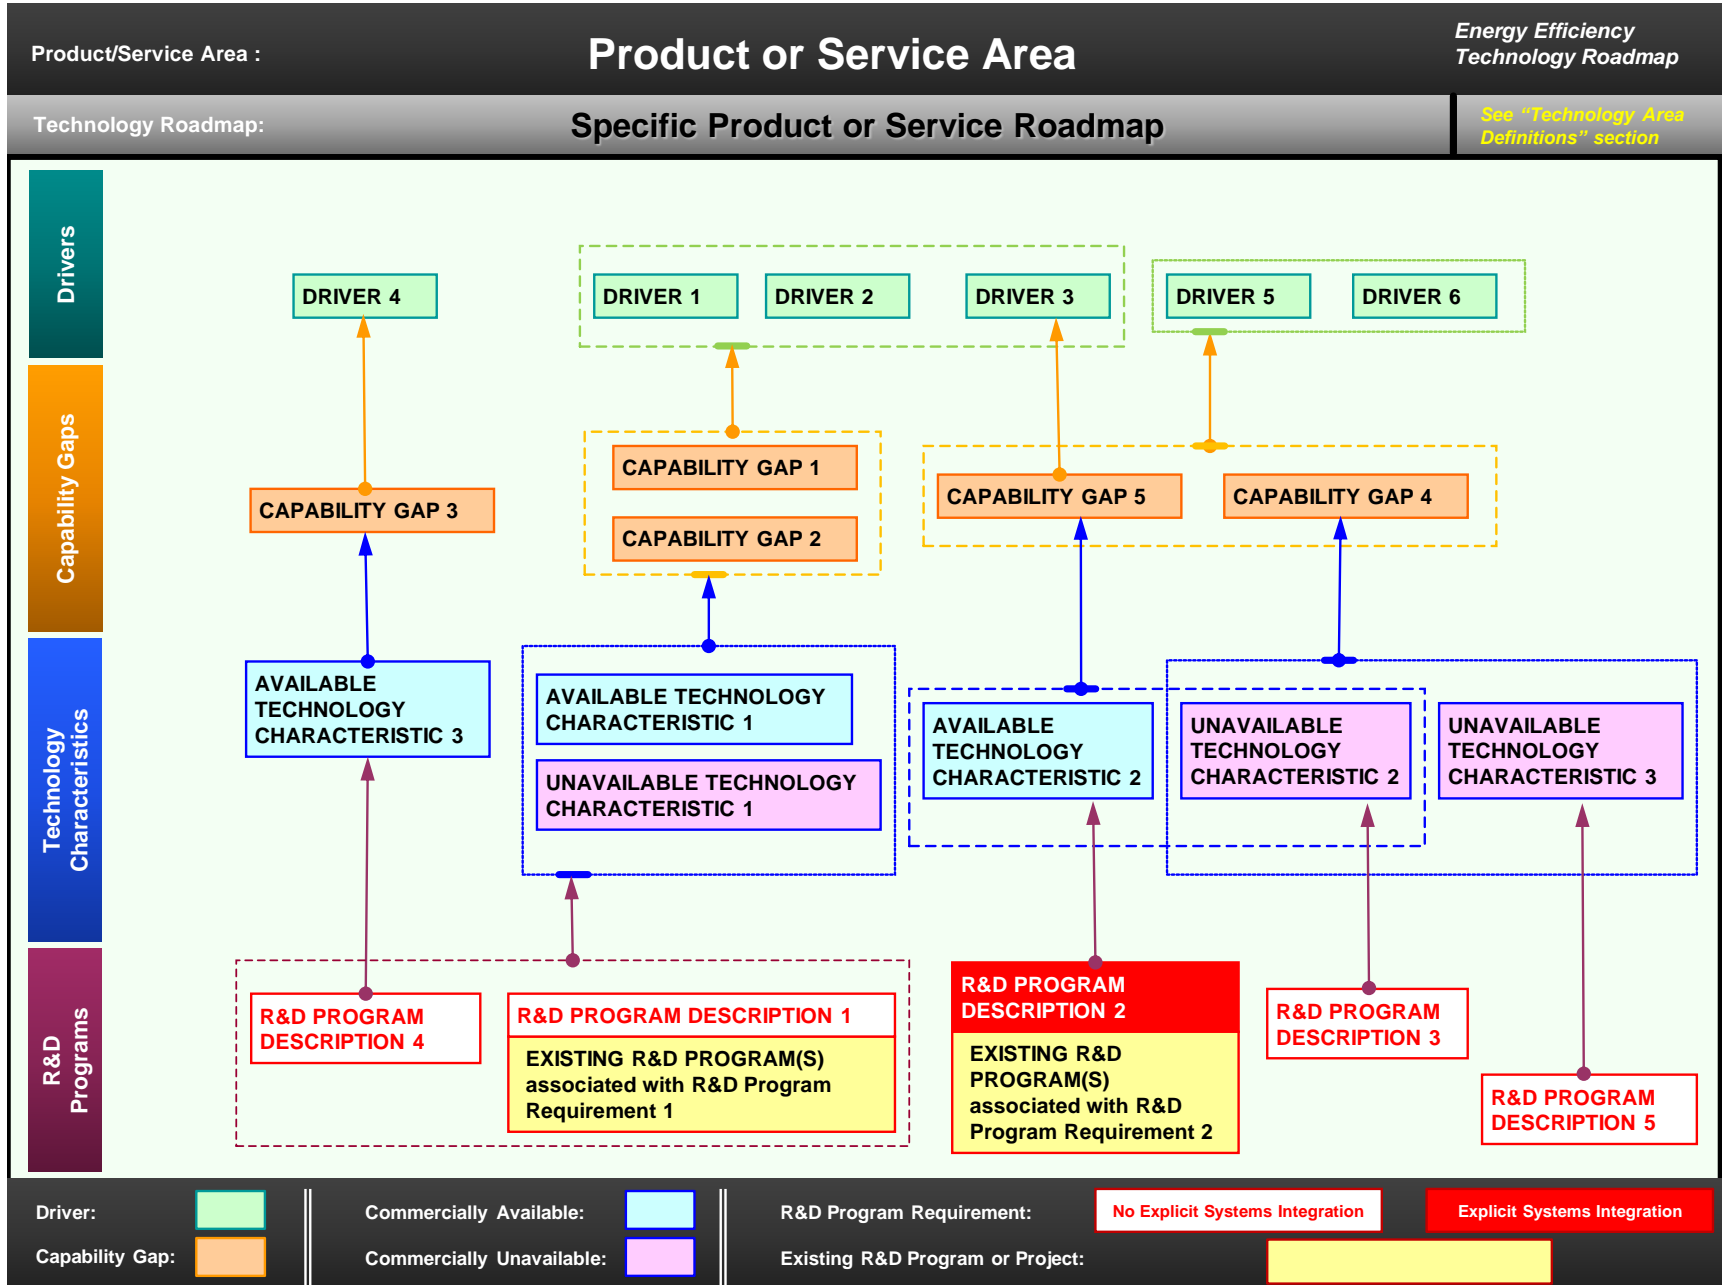 Product/Service Area :
Product or Service Area
Energy Efficiency
Technology Roadmap
Technology Roadmap:
Specific Product or Service Roadmap
See “Technology Area
Definitions” section
Drivers
DRIVER 4
DRIVER 1
DRIVER 2
DRIVER 3
DRIVER 5
DRIVER 6
Capability Gaps
CAPABILITY GAP 3
CAPABILITY GAP 1
CAPABILITY GAP 2
CAPABILITY GAP 5
CAPABILITY GAP 4
Technology
Characteristics
AVAILABLE
TECHNOLOGY
CHARACTERISTIC 3
AVAILABLE TECHNOLOGY
CHARACTERISTIC 1
UNAVAILABLE TECHNOLOGY
CHARACTERISTIC 1
AVAILABLE
TECHNOLOGY
CHARACTERISTIC 2
UNAVAILABLE
TECHNOLOGY
CHARACTERISTIC 2
UNAVAILABLE
TECHNOLOGY
CHARACTERISTIC 3
R&D
Programs
R&D PROGRAM
DESCRIPTION 4
R&D PROGRAM DESCRIPTION 1
EXISTING R&D PROGRAM(S)
associated with R&D Program
Requirement 1
R&D PROGRAM
DESCRIPTION 2
EXISTING R&D
PROGRAM(S)
associated with R&D
Program Requirement 2
R&D PROGRAM
DESCRIPTION 3
R&D PROGRAM
DESCRIPTION 5
Driver:
Capability Gap:
Commercially Available:
Commercially Unavailable:
R&D Program Requirement:
No Explicit Systems Integration
Explicit Systems Integration
Existing R&D Program or Project: